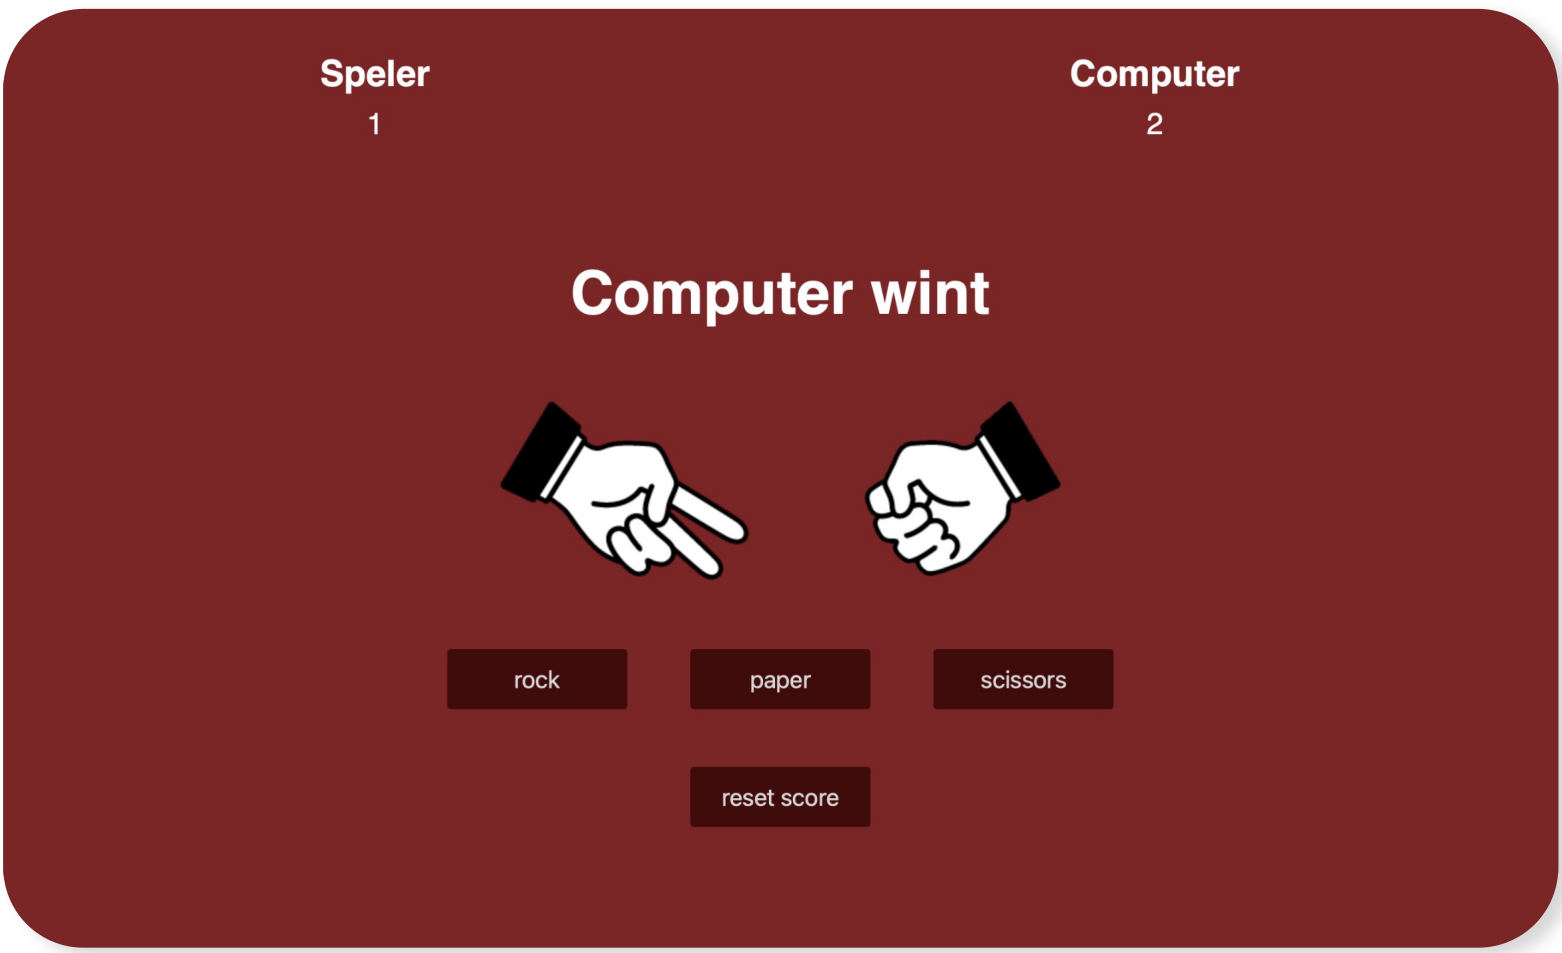 Speler
1
Computer
2
Computer wint
rock
paper
scissors
reset score